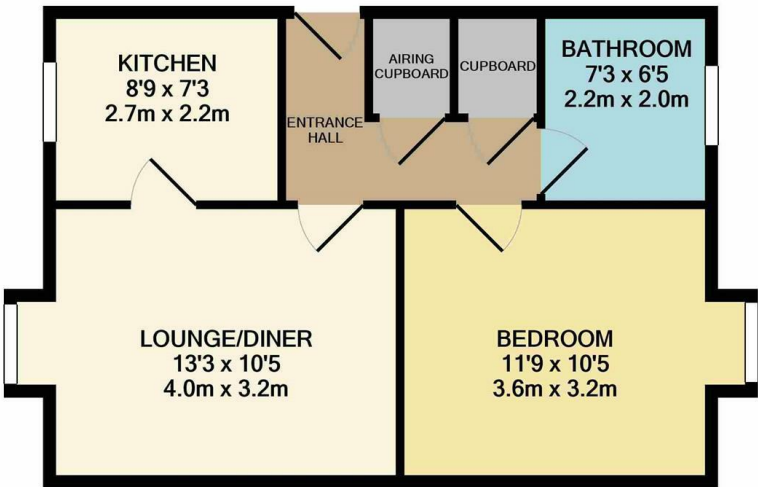 KITCHEN
8'9 x 7'3
2.7m x 2.2m
ENTRANCE
HALL
AIRING
CUPBOARD
CUPBOARD
BATHROOM
7'3 x 6'5
2.2m x 2.0m
LOUNGE/DINER
13'3 x 10'5
4.0m x 3.2m
BEDROOM
11'9 x 10'5
3.6m x 3.2m